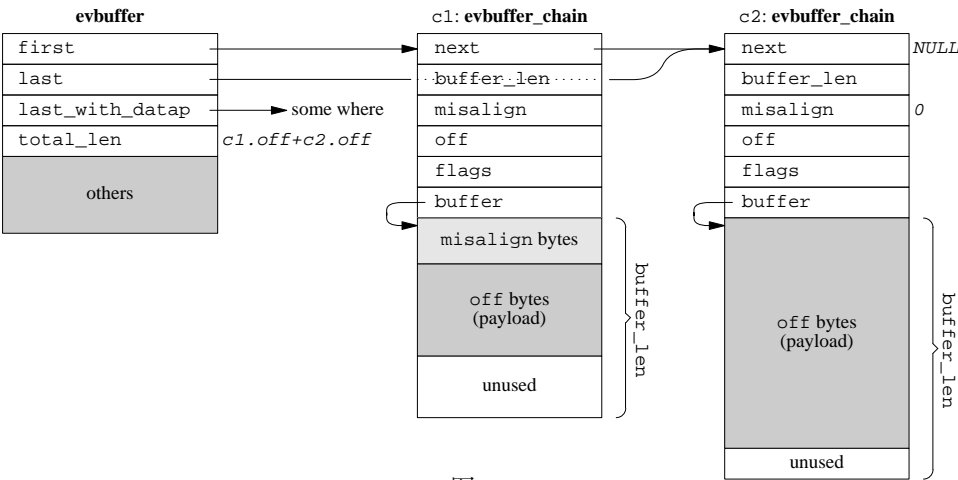 evbuffer
first
last
last_with_datap
some where
total_len
c1.off+c2.off
others
c1: evbuffer_chain
next
buffer_len
misalign
off
flags
buffer
misalign bytes
off bytes
(payload)
unused
buffer_len
c2: evbuffer_chain
next
NULL
buffer_len
misalign
0
off
flags
buffer
off bytes
(payload)
unused
buffer_len